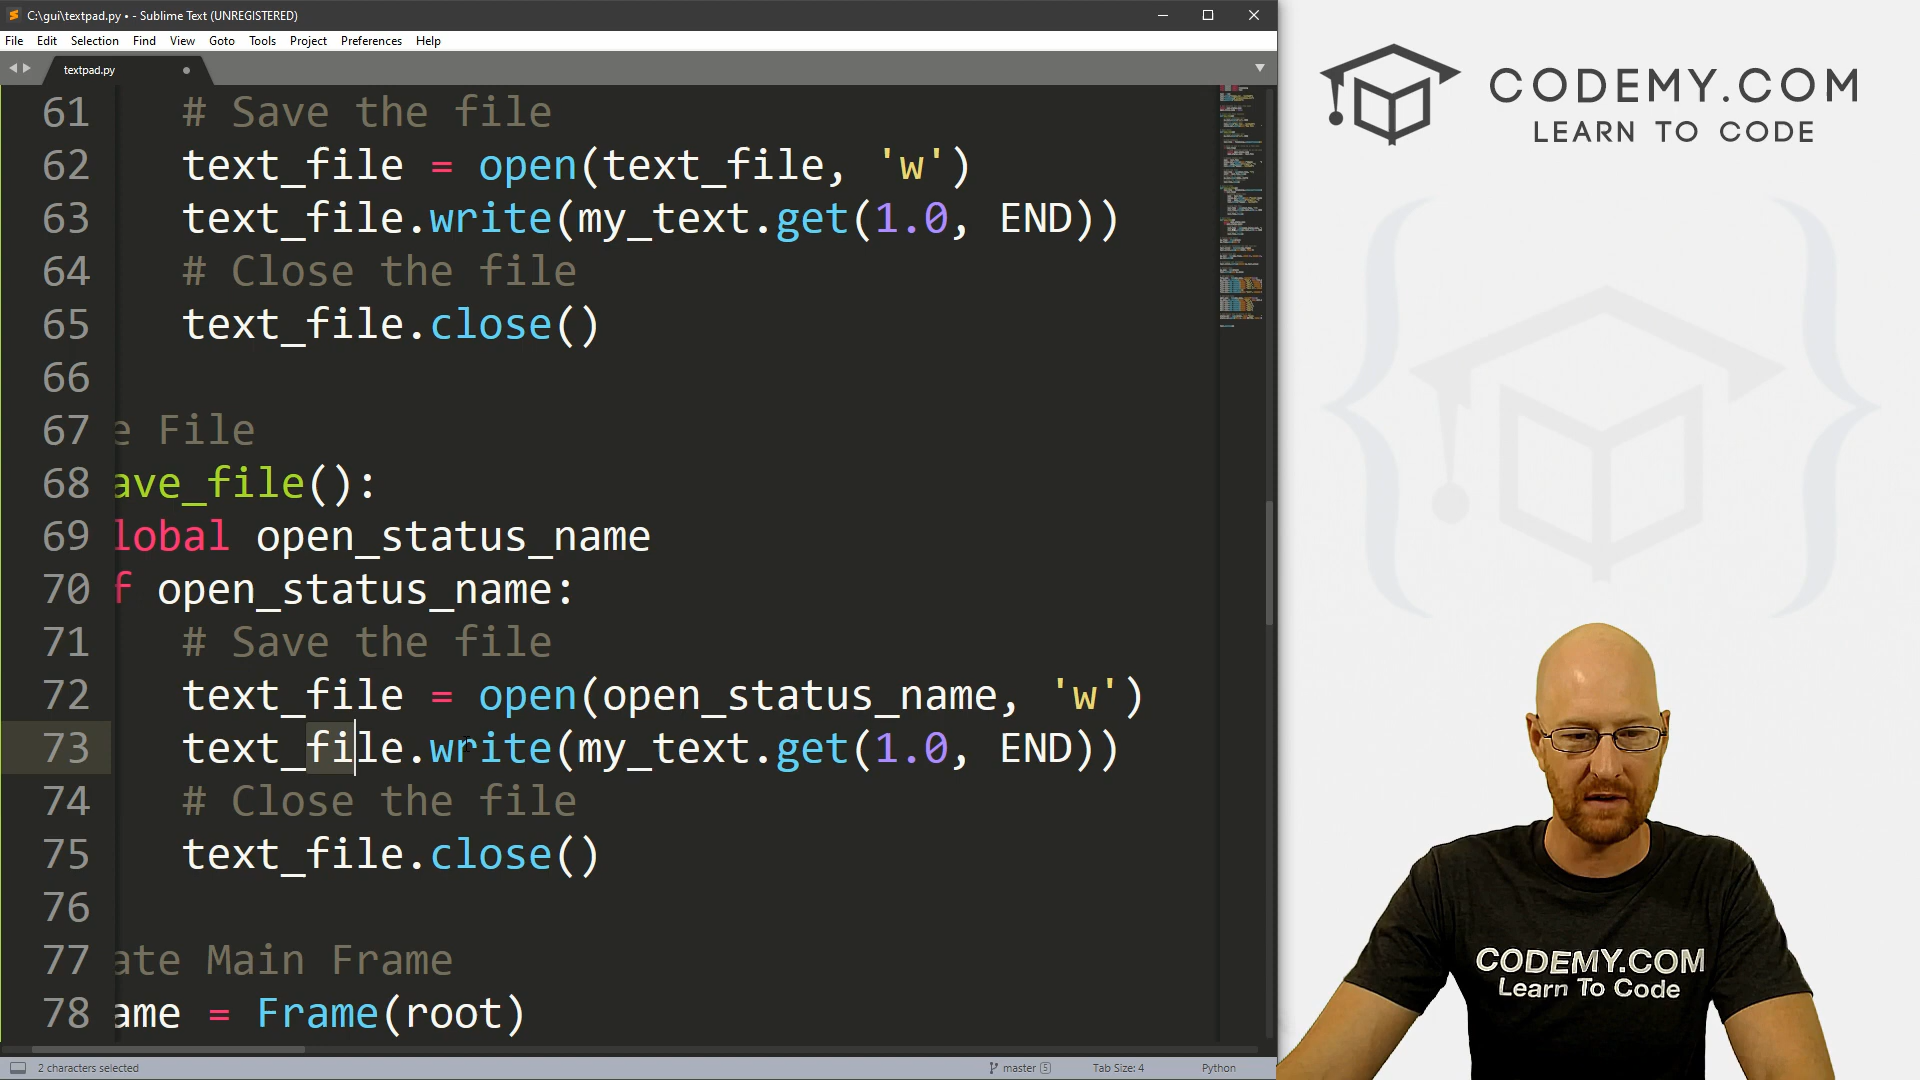 C:\gui\textpad.py • - Sublime Text (UNREGISTERED)
File Edit Selection Find View Goto Tools Project Preferences Help
textpad.py
61 # Save the file
62 text_file = open(text_file, 'w')
63 text_file.write(my_text.get(1.0, END))
64 # Close the file
65 text_file.close()
66
67 e File
68 ave_file():
69 lobal open_status_name
70 f open_status_name:
71 # Save the file
72 text_file = open(open_status_name, 'w')
73 text_file.write(my_text.get(1.0, END))
74 # Close the file
75 text_file.close()
76
77 ate Main Frame
78 ame = Frame(root)
2 characters selected
master 5
Tab Size: 4
Python
CODEMY.COM
LEARN TO CODE
CODEMY.COM
Learn To Code